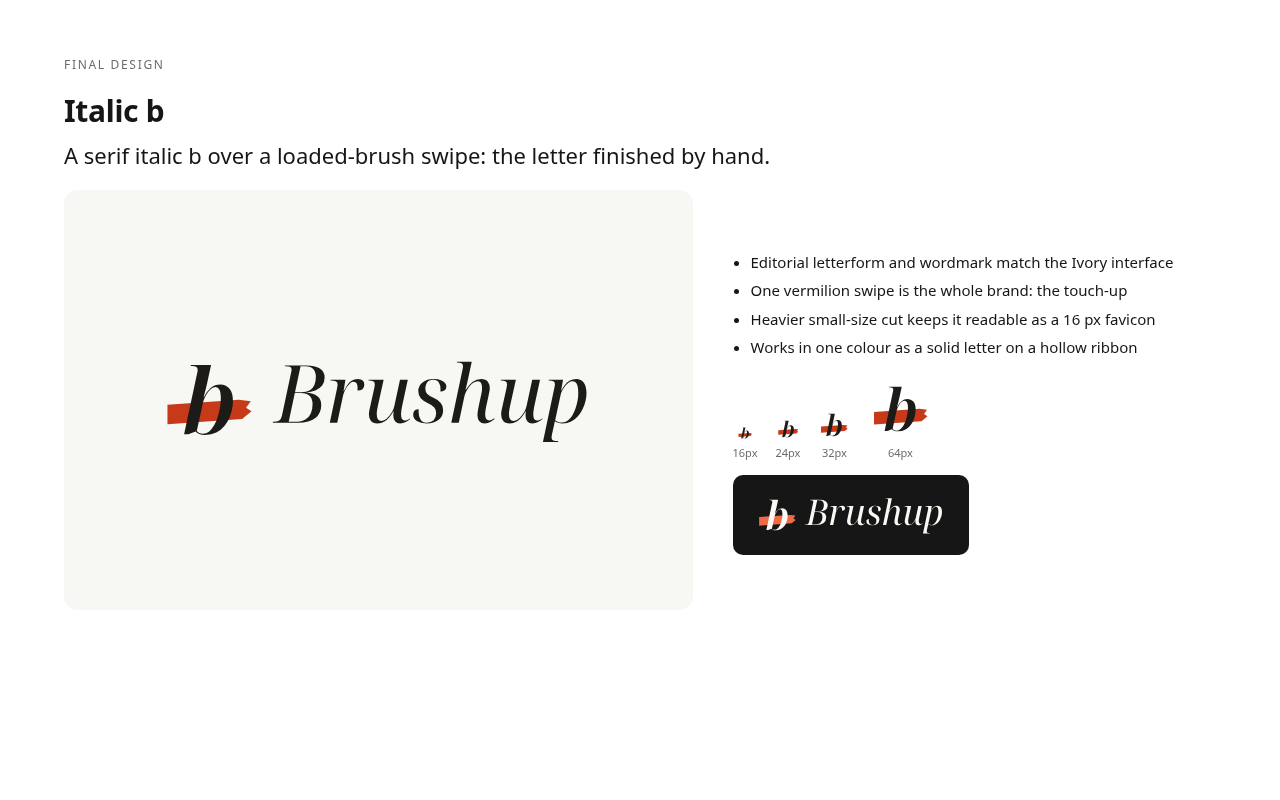 FINAL DESIGN
Italic b
A serif italic b over a loaded-brush swipe: the letter finished by hand.
b Brushup
• Editorial letterform and wordmark match the Ivory interface
• One vermilion swipe is the whole brand: the touch-up
• Heavier small-size cut keeps it readable as a 16 px favicon
• Works in one colour as a solid letter on a hollow ribbon
b b b b
16px 24px 32px 64px
b Brushup